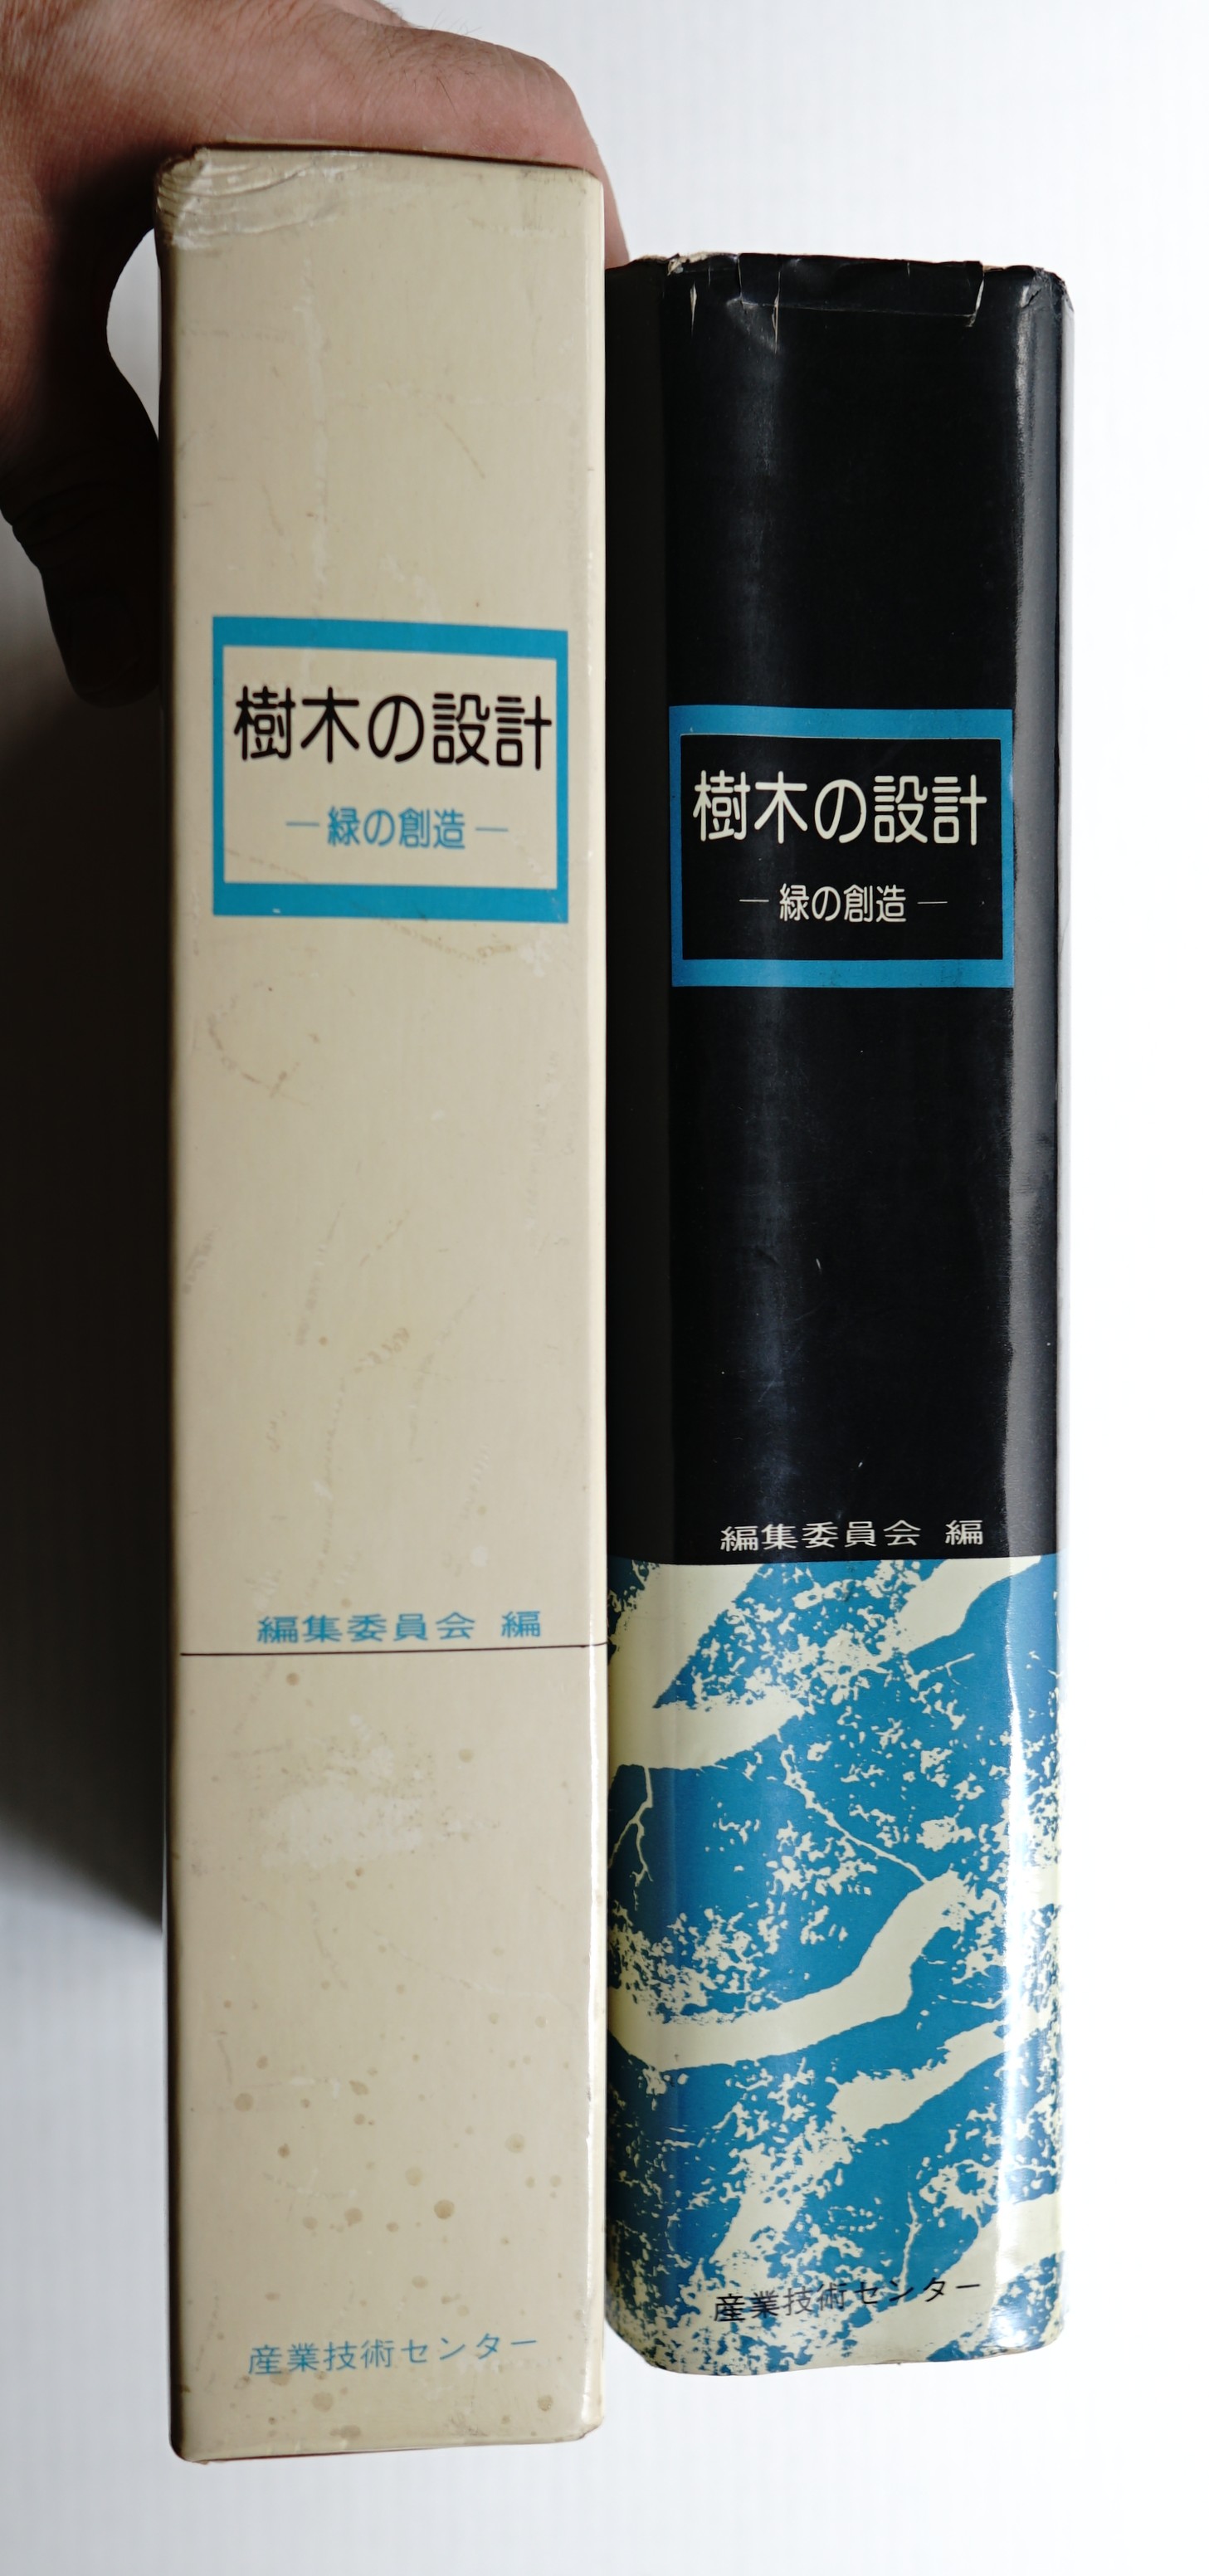 樹木の設計
― 緑の創造 ―
編集委員会 編
産業技術センター
樹木の設計
― 緑の創造 ―
編集委員会 編
産業技術センター